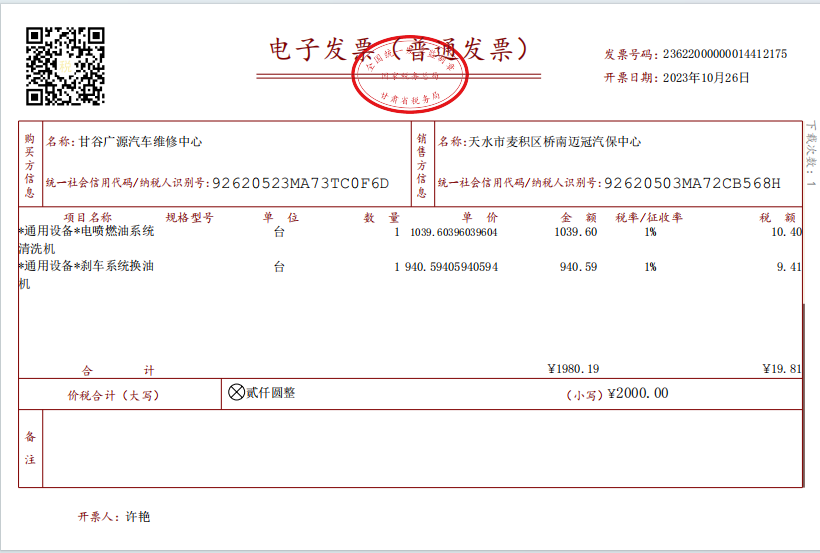 电子发票（普通发票）
全国统一发票监制章
国家税务总局
甘肃省税务局
发票号码：23622000000014412175
开票日期：2023年10月26日
购买方信息
名称：甘谷广源汽车维修中心
统一社会信用代码/纳税人识别号：92620523MA73TC0F6D
销售方信息
名称：天水市麦积区桥南迈冠汽保中心
统一社会信用代码/纳税人识别号：92620503MA72CB568H
下载次数：1
项目名称 规格型号 单 位 数 量 单 价 金 额 税率/征收率 税 额
*通用设备*电喷燃油系统 台 1 1039.60396039604 1039.60 1% 10.40
清洗机
*通用设备*刹车系统换油 台 1 940.59405940594 940.59 1% 9.41
机
合 计 ¥1980.19 ¥19.81
价税合计（大写） ⊗贰仟圆整 （小写）¥2000.00
备注
开票人：许艳